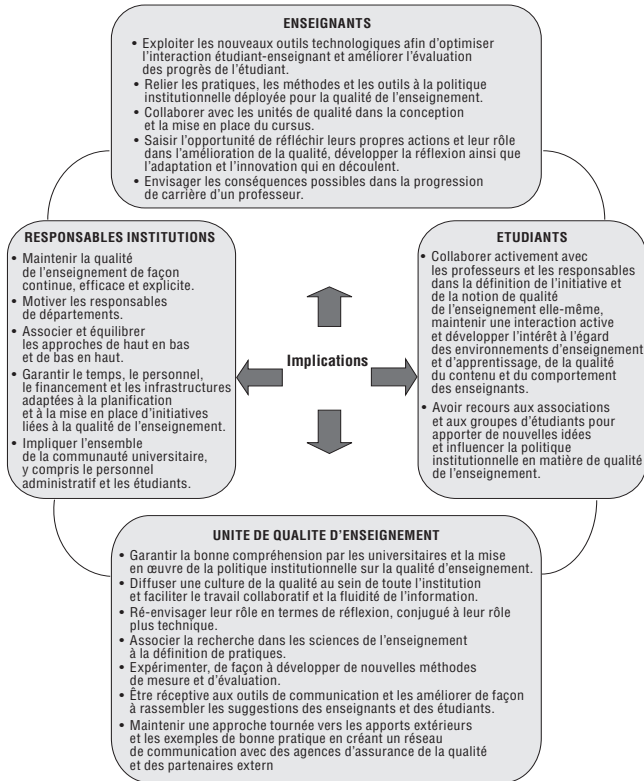 ENSEIGNANTS
• Exploiter les nouveaux outils technologiques afin d'optimiser
l'interaction étudiant-enseignant et améliorer l'évaluation
des progrès de l'étudiant.
• Relier les pratiques, les méthodes et les outils à la politique
institutionnelle déployée pour la qualité de l'enseignement.
• Collaborer avec les unités de qualité dans la conception
et la mise en place du cursus.
• Saisir l'opportunité de réfléchir leurs propres actions et leur rôle
dans l'amélioration de la qualité, développer la réflexion ainsi que
l'adaptation et l'innovation qui en découlent.
• Envisager les conséquences possibles dans la progression
de carrière d'un professeur.
RESPONSABLES INSTITUTIONS
• Maintenir la qualité
de l'enseignement de façon
continue, efficace et explicite.
• Motiver les responsables
de départements.
• Associer et équilibrer
les approches de haut en bas
et de bas en haut.
• Garantir le temps, le personnel,
le financement et les infrastructures
adaptées à la planification
et à la mise en place d'initiatives
liées à la qualité de l'enseignement.
• Impliquer l'ensemble
de la communauté universitaire,
y compris le personnel
administratif et les étudiants.
Implications
ETUDIANTS
• Collaborer activement avec
les professeurs et les responsables
dans la définition de l'initiative et
de la notion de qualité
de l'enseignement elle-même,
maintenir une interaction active
et développer l'intérêt à l'égard
des environnements d'enseignement
et d'apprentissage, de la qualité
du contenu et du comportement
des enseignants.
• Avoir recours aux associations
et aux groupes d'étudiants pour
apporter de nouvelles idées
et influencer la politique
institutionnelle en matière de qualité
de l'enseignement.
UNITE DE QUALITE D'ENSEIGNEMENT
• Garantir la bonne compréhension par les universitaires et la mise
en œuvre de la politique institutionnelle sur la qualité d'enseignement.
• Diffuser une culture de la qualité au sein de toute l'institution
et faciliter le travail collaboratif et la fluidité de l'information.
• Ré-envisager leur rôle en termes de réflexion, conjugué à leur rôle
plus technique.
• Associer la recherche dans les sciences de l'enseignement
à la définition de pratiques.
• Expérimenter, de façon à développer de nouvelles méthodes
de mesure et d'évaluation.
• Être réceptive aux outils de communication et les améliorer de façon
à rassembler les suggestions des enseignants et des étudiants.
• Maintenir une approche tournée vers les apports extérieurs
et les exemples de bonne pratique en créant un réseau
de communication avec des agences d'assurance de la qualité
et des partenaires extern